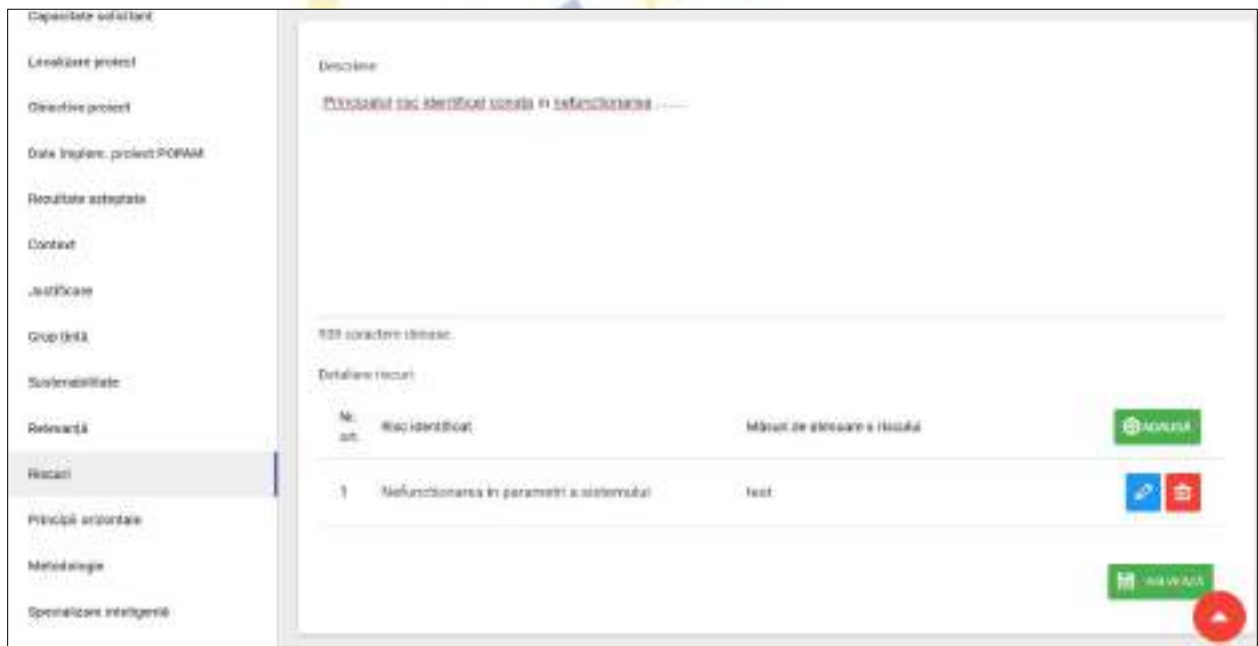 Capacitate solicitant
Localizare proiect
Obiective proiect
Date implem. proiect POPAM
Rezultate asteptate
Context
Justificare
Grup țintă
Sustenabilitate
Relevanță
Riscuri
Principii orizontale
Metodologie
Specializare inteligentă
Descriere
Principalul risc identificat consta in nefunctionarea .......
caractere rămase.
Detaliere riscuri
Nr. crt.
Risc identificat
Măsuri de atenuare a riscului
ADAUGĂ
1 Nefunctionarea in parametri a sistemului test
SALVEAZĂ